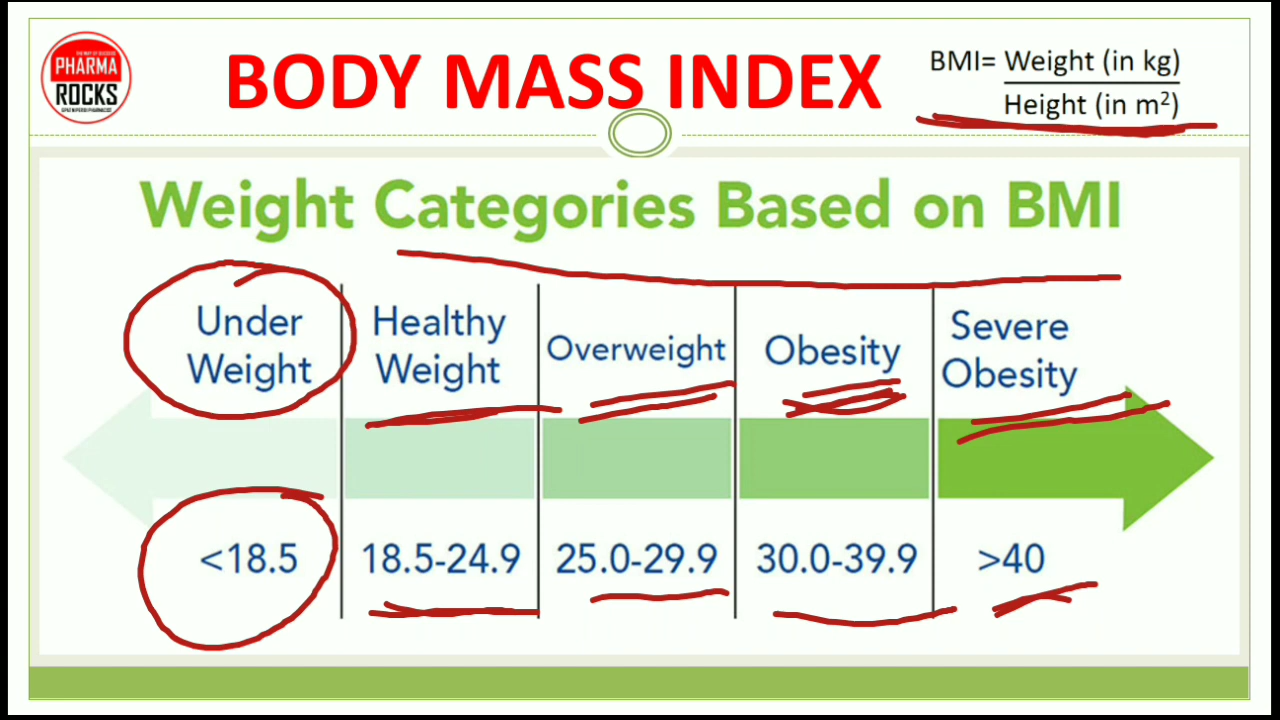 PHARMA
ROCKS
BODY MASS INDEX
BMI= Weight (in kg)
Height (in m²)
Weight Categories Based on BMI
Under
Weight
Healthy
Weight
Overweight
Obesity
Severe
Obesity
<18.5
18.5-24.9
25.0-29.9
30.0-39.9
>40